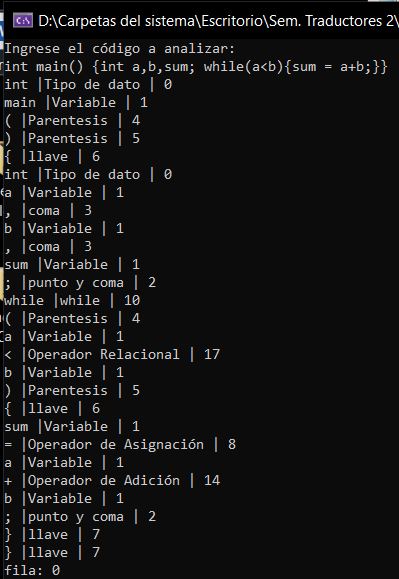 D:\Carpetas del sistema\Escritorio\Sem. Traductores 2\
Ingrese el código a analizar:
int main() {int a,b,sum; while(a<b){sum = a+b;}}
int |Tipo de dato | 0
main |Variable | 1
( |Parentesis | 4
) |Parentesis | 5
{ |llave | 6
int |Tipo de dato | 0
a |Variable | 1
, |coma | 3
b |Variable | 1
, |coma | 3
sum |Variable | 1
; |punto y coma | 2
while |while | 10
( |Parentesis | 4
a |Variable | 1
< |Operador Relacional | 17
b |Variable | 1
) |Parentesis | 5
{ |llave | 6
sum |Variable | 1
= |Operador de Asignación | 8
a |Variable | 1
+ |Operador de Adición | 14
b |Variable | 1
; |punto y coma | 2
} |llave | 7
} |llave | 7
fila: 0